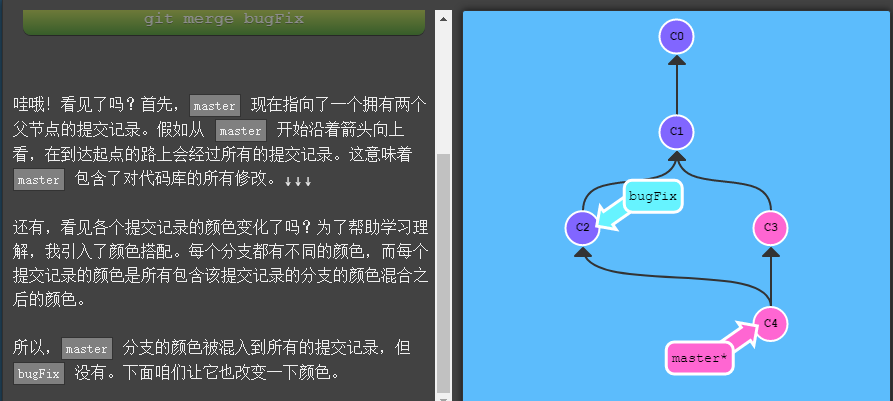 git merge bugFix
哇哦！看见了吗？首先，master 现在指向了一个拥有两个
父节点的提交记录。假如从 master 开始沿着箭头向上
看，在到达起点的路上会经过所有的提交记录。这意味着
master 包含了对代码库的所有修改。↓↓↓
还有，看见各个提交记录的颜色变化了吗？为了帮助学习理
解，我引入了颜色搭配。每个分支都有不同的颜色，而每个
提交记录的颜色是所有包含该提交记录的分支的颜色混合之
后的颜色。
所以，master 分支的颜色被混入到所有的提交记录，但
bugFix 没有。下面咱们让它也改变一下颜色。
C0
C1
bugFix
C2
C3
C4
master*